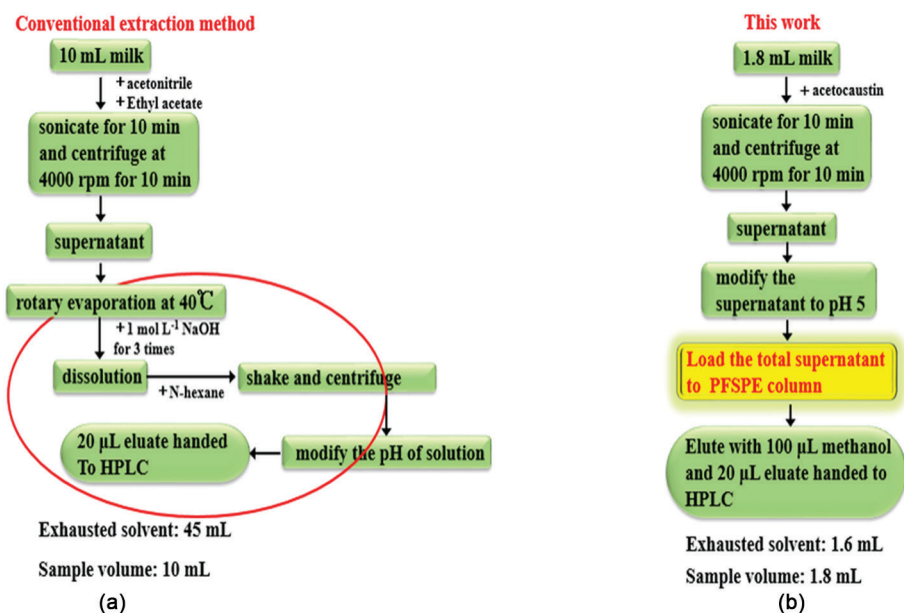 Conventional extraction method
10 mL milk
+ acetonitrile
+ Ethyl acetate
sonicate for 10 min
and centrifuge at
4000 rpm for 10 min
supernatant
rotary evaporation at 40℃
+ 1 mol L⁻¹ NaOH
for 3 times
dissolution
+ N-hexane
shake and centrifuge
modify the pH of solution
20 μL eluate handed
To HPLC
Exhausted solvent: 45 mL
Sample volume: 10 mL
(a)
This work
1.8 mL milk
+ acetocaustin
sonicate for 10 min
and centrifuge at
4000 rpm for 10 min
supernatant
modify the
supernatant to pH 5
Load the total supernatant
to PFSPE column
Elute with 100 μL methanol
and 20 μL eluate handed to
HPLC
Exhausted solvent: 1.6 mL
Sample volume: 1.8 mL
(b)